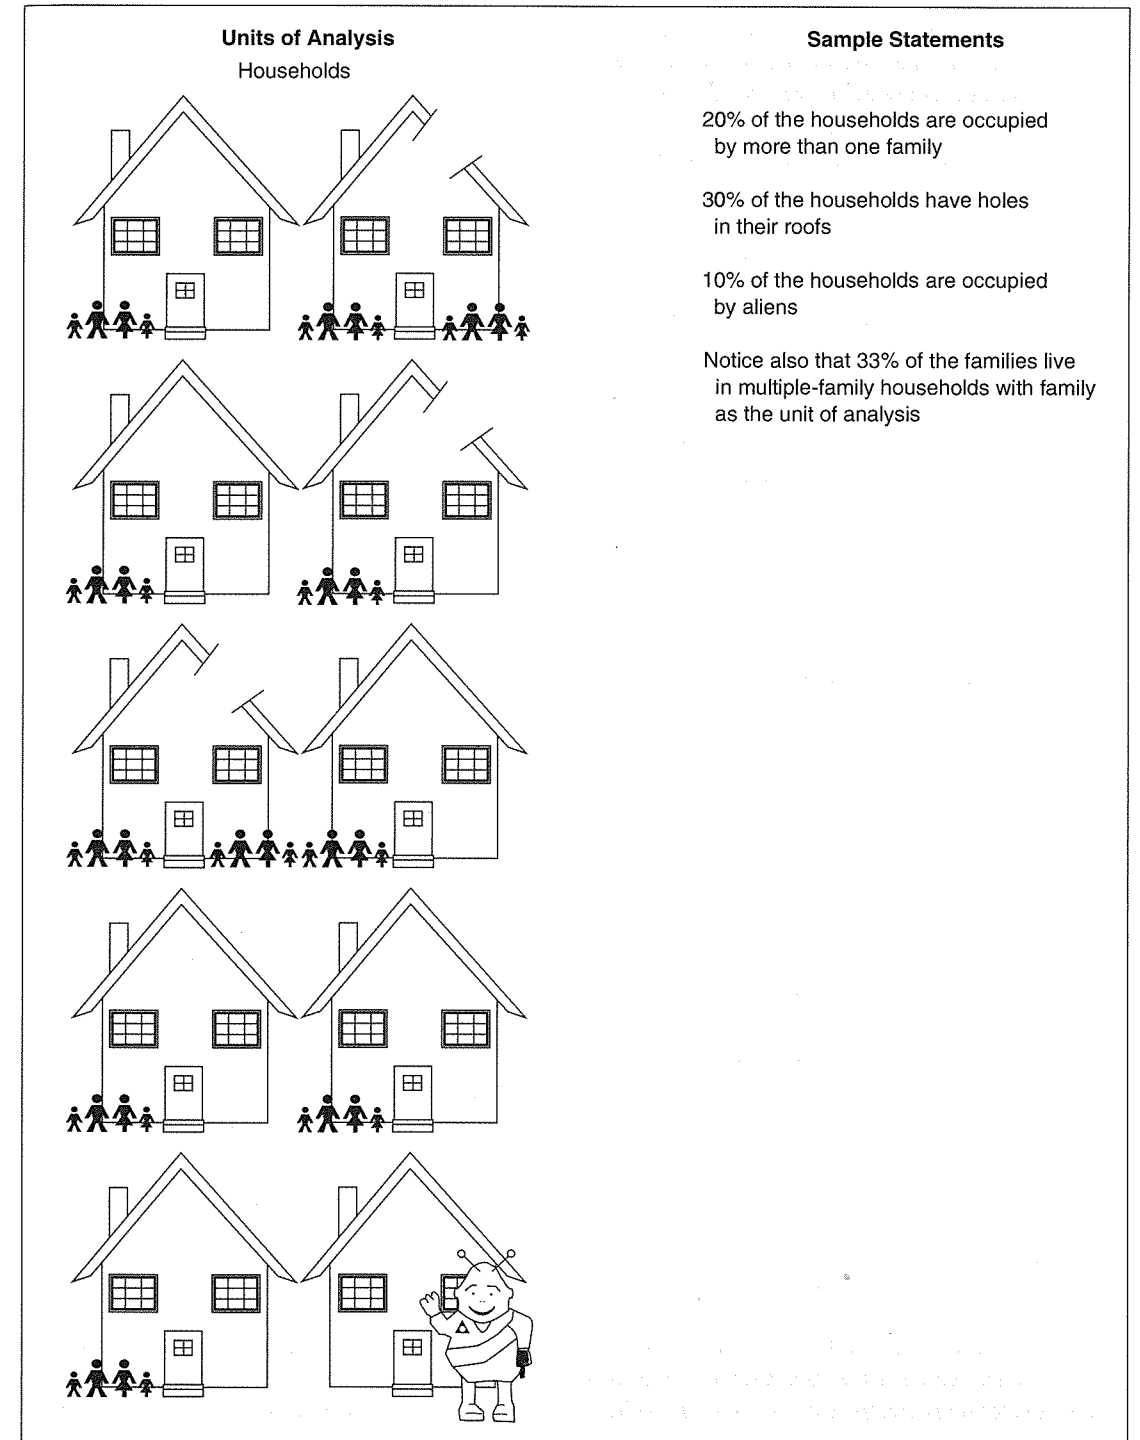 Units of Analysis
Households
Sample Statements
20% of the households are occupied
by more than one family
30% of the households have holes
in their roofs
10% of the households are occupied
by aliens
Notice also that 33% of the families live
in multiple-family households with family
as the unit of analysis